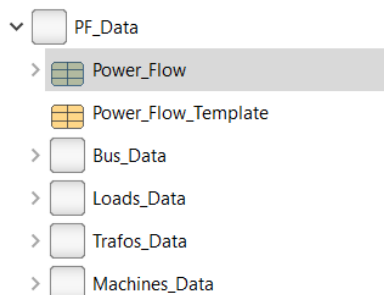 PF_Data
Power_Flow
Power_Flow_Template
Bus_Data
Loads_Data
Trafos_Data
Machines_Data